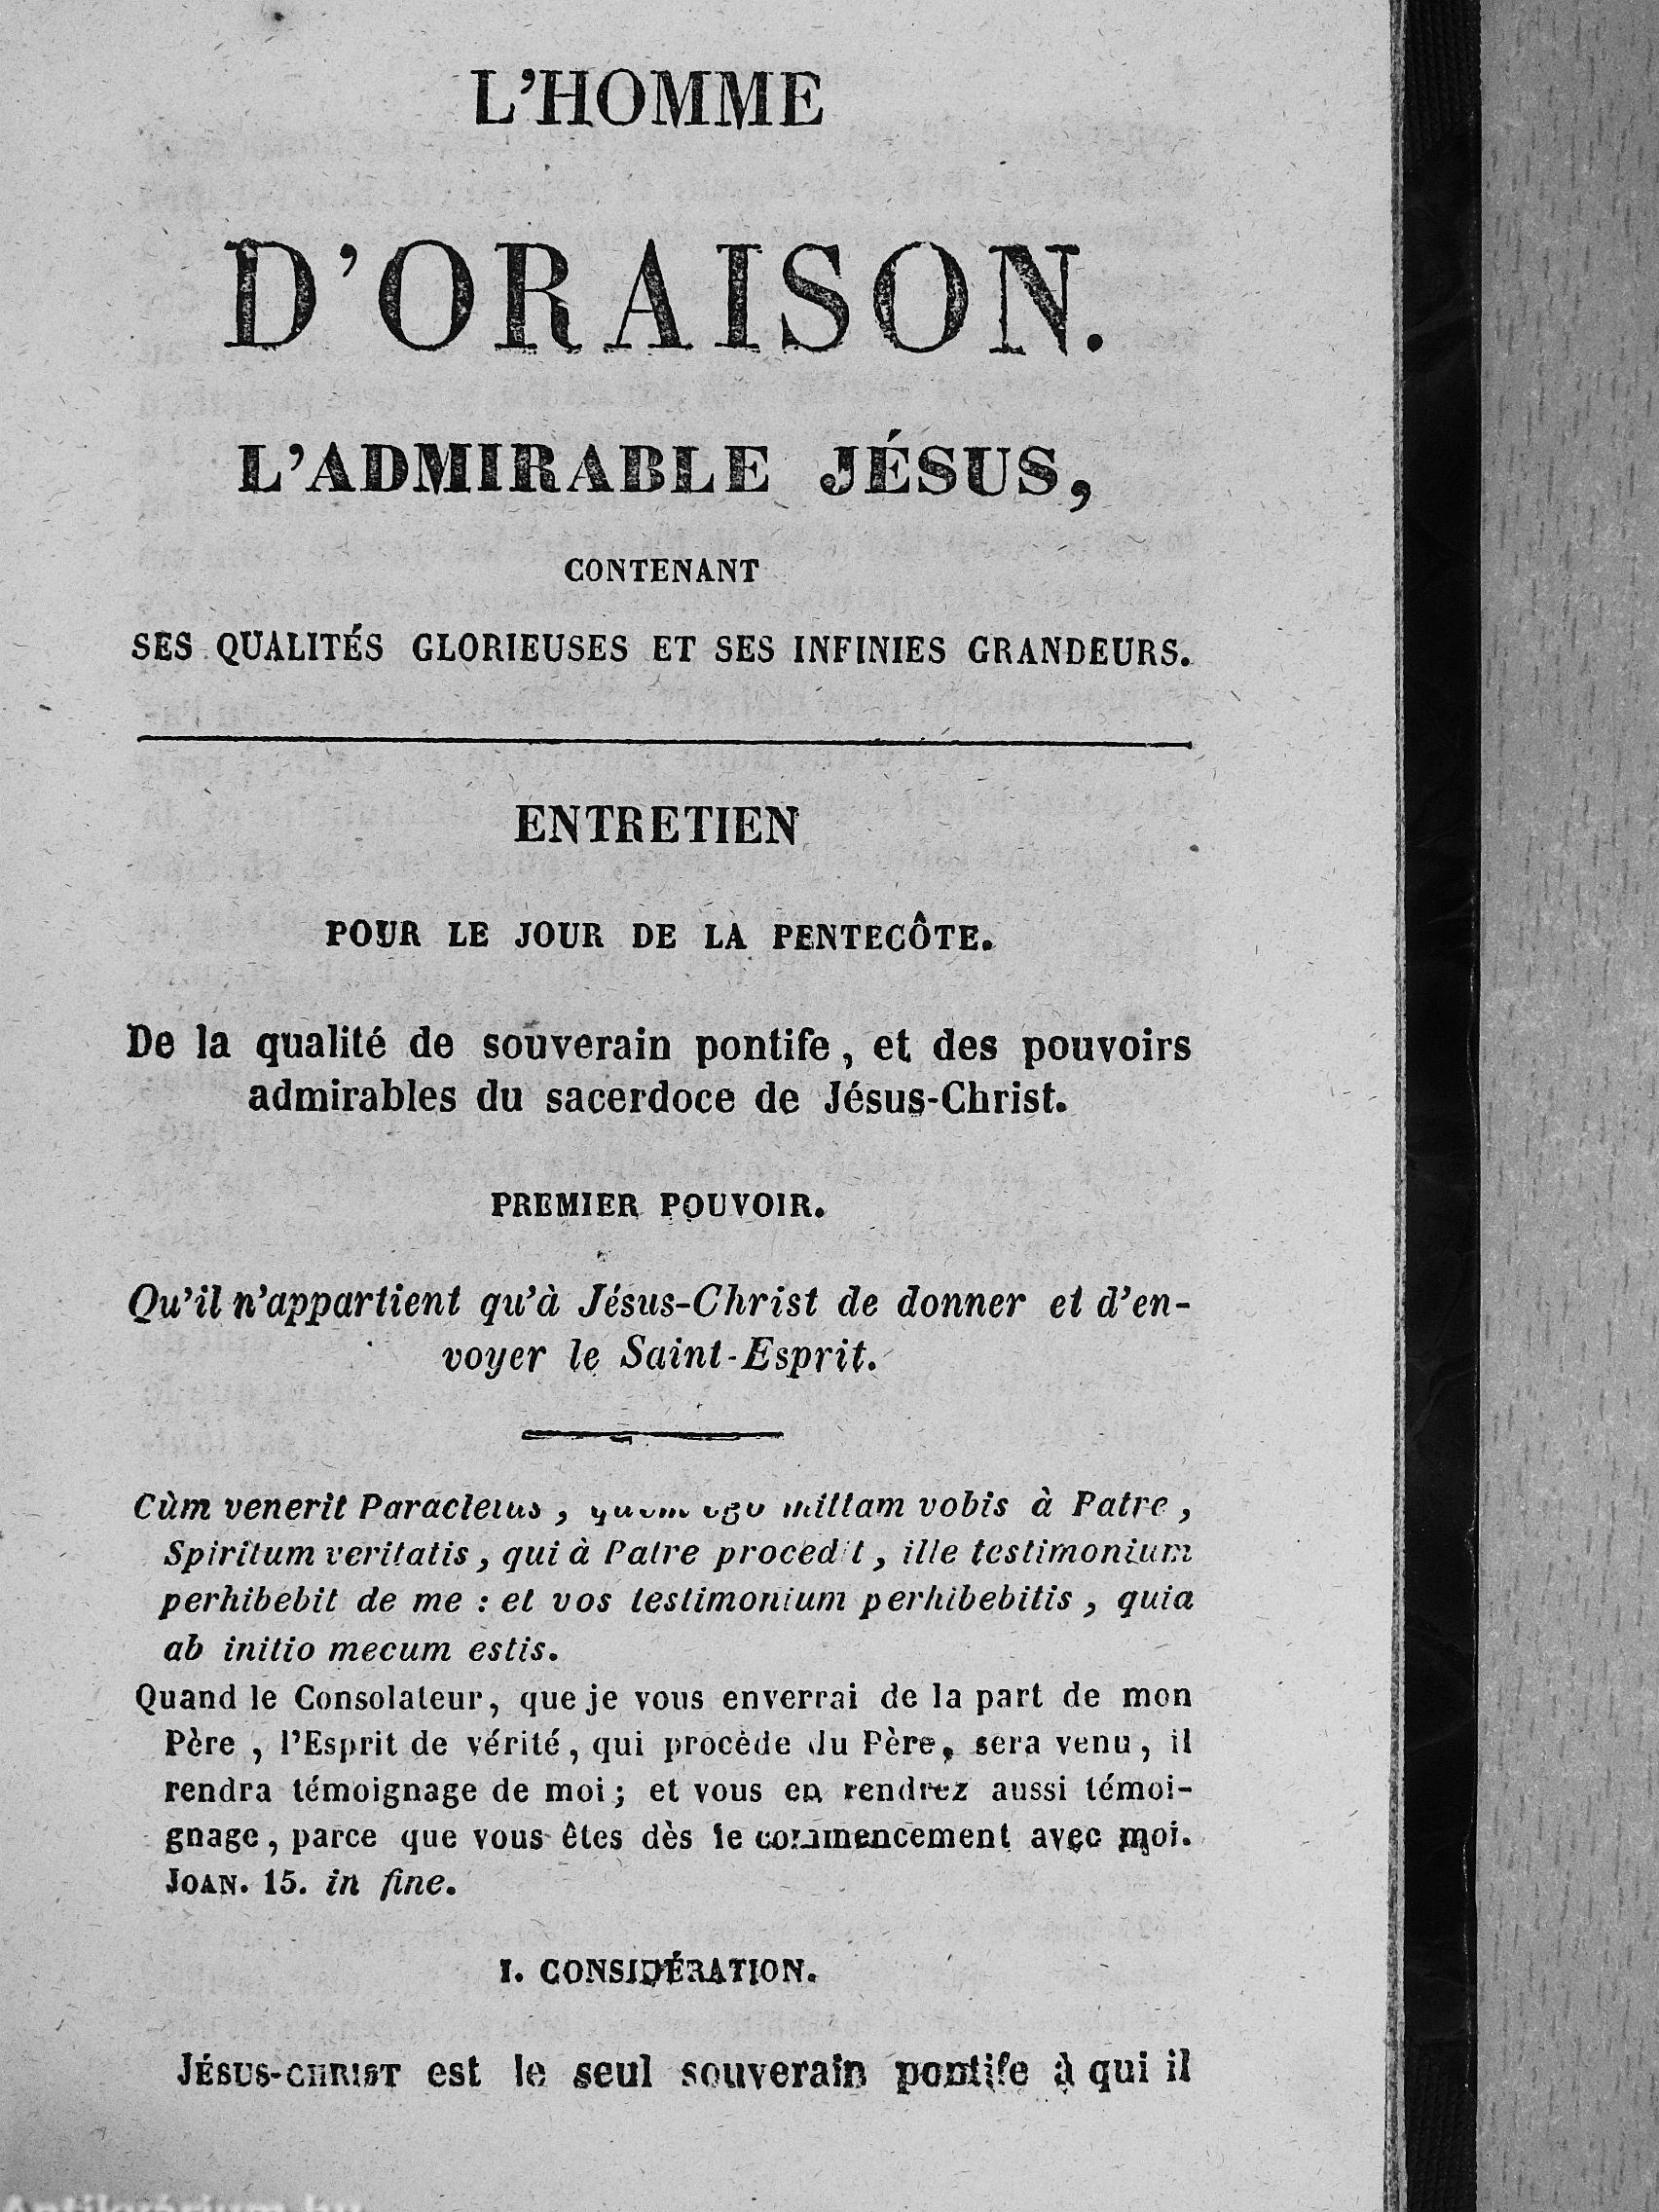 L'HOMME
D'ORAISON.
L'ADMIRABLE JÉSUS,
CONTENANT
SES QUALITÉS GLORIEUSES ET SES INFINIES GRANDEURS.
ENTRETIEN
POUR LE JOUR DE LA PENTECÔTE.
De la qualité de souverain pontife, et des pouvoirs
admirables du sacerdoce de Jésus-Christ.
PREMIER POUVOIR.
Qu'il n'appartient qu'à Jésus-Christ de donner et d'en-
voyer le Saint-Esprit.
Cùm venerit Paracletus, quem ego mittam vobis à Patre,
Spiritum veritatis, qui à Patre procedit, ille testimonium
perhibebit de me : et vos testimonium perhibebitis, quia
ab initio mecum estis.
Quand le Consolateur, que je vous enverrai de la part de mon
Père, l'Esprit de vérité, qui procède du Père, sera venu, il
rendra témoignage de moi; et vous en rendrez aussi témoi-
gnage, parce que vous êtes dès le commencement avec moi.
JOAN. 15. in fine.
I. CONSIDÉRATION.
JÉSUS-CHRIST est le seul souverain pontife à qui il